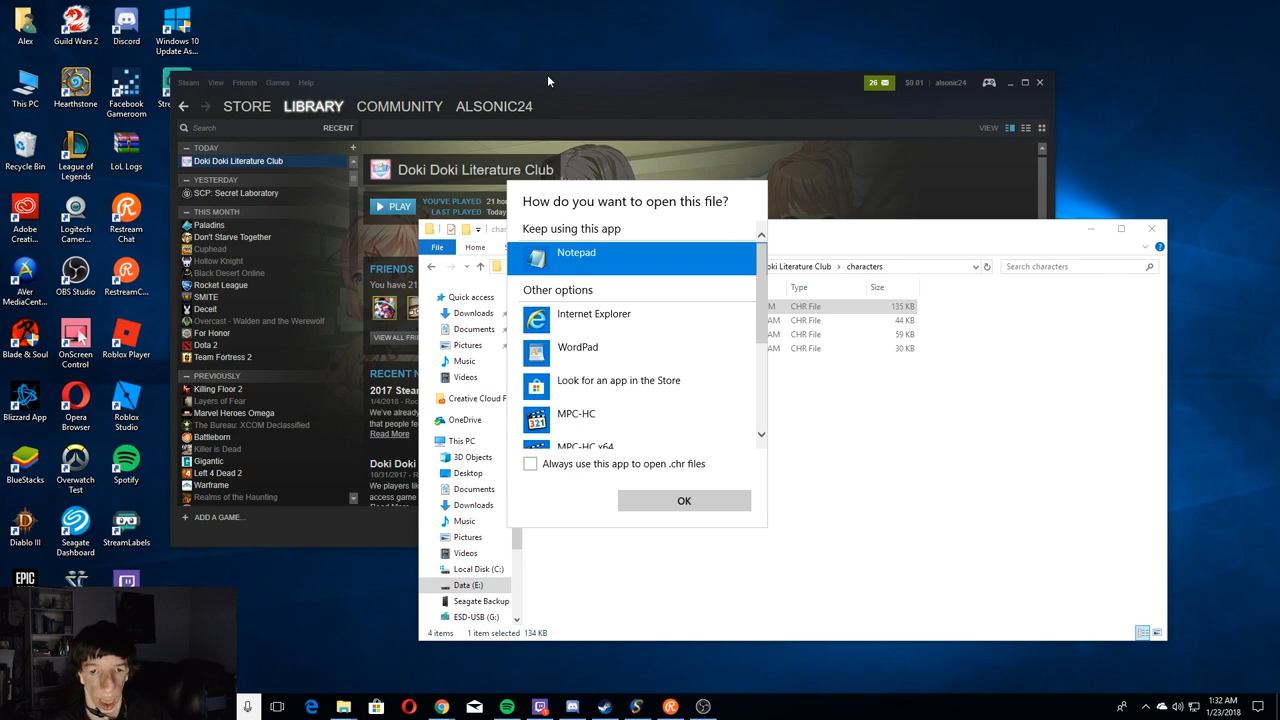 Alex
Guild Wars 2
Discord
Windows 10
Update As...
This PC
Hearthstone
Facebook
Gameroom
Recycle Bin
League of
Legends
LoL Logs
Adobe
Creati...
Logitech
Camer...
Restream
Chat
AVer
MediaCent...
OBS Studio
RestreamC...
Blade & Soul
OnScreen
Control
Roblox Player
Blizzard App
Opera
Browser
Roblox
Studio
BlueStacks
Overwatch
Test
Spotify
Diablo III
Seagate
Dashboard
StreamLabels
EPIC
Steam View Friends Games Help
26
$0.01
alsonic24
STORE LIBRARY COMMUNITY ALSONIC24
Search
RECENT
VIEW
TODAY
Doki Doki Literature Club
YESTERDAY
SCP: Secret Laboratory
THIS MONTH
Paladins
Don't Starve Together
Cuphead
Hollow Knight
Black Desert Online
Rocket League
SMITE
Deceit
Overcast - Walden and the Werewolf
For Honor
Dota 2
Team Fortress 2
PREVIOUSLY
Killing Floor 2
Layers of Fear
Marvel Heroes Omega
The Bureau: XCOM Declassified
Battleborn
Killer is Dead
Gigantic
Left 4 Dead 2
Warframe
Realms of the Haunting
ADD A GAME...
Doki Doki Literature Club
PLAY
YOU'VE PLAYED 21 ho
LAST PLAYED Today
FRIENDS
You have 21
VIEW ALL FRI
RECENT N
2017 Stea
1/4/2018 -
We've alread
Read More
Doki Do
10/31/2017 -
We players lik
access game
How do you want to open this file?
Keep using this app
Notepad
Other options
Internet Explorer
WordPad
Look for an app in the Store
MPC-HC
MPC-HC x64
Always use this app to open .chr files
OK
File
Home
oki Literature Club
characters
Search characters
Type
Size
M CHR File 135 KB
AM CHR File 44 KB
AM CHR File 59 KB
AM CHR File 30 KB
Quick access
Downloads
Documents
Pictures
Music
Videos
Creative Cloud F
OneDrive
This PC
3D Objects
Desktop
Documents
Downloads
Music
Pictures
Videos
Local Disk (C:)
Data (E:)
Seagate Backup
ESD-USB (G:)
4 items
1 item selected 134 KB
1:32 AM
1/23/2018